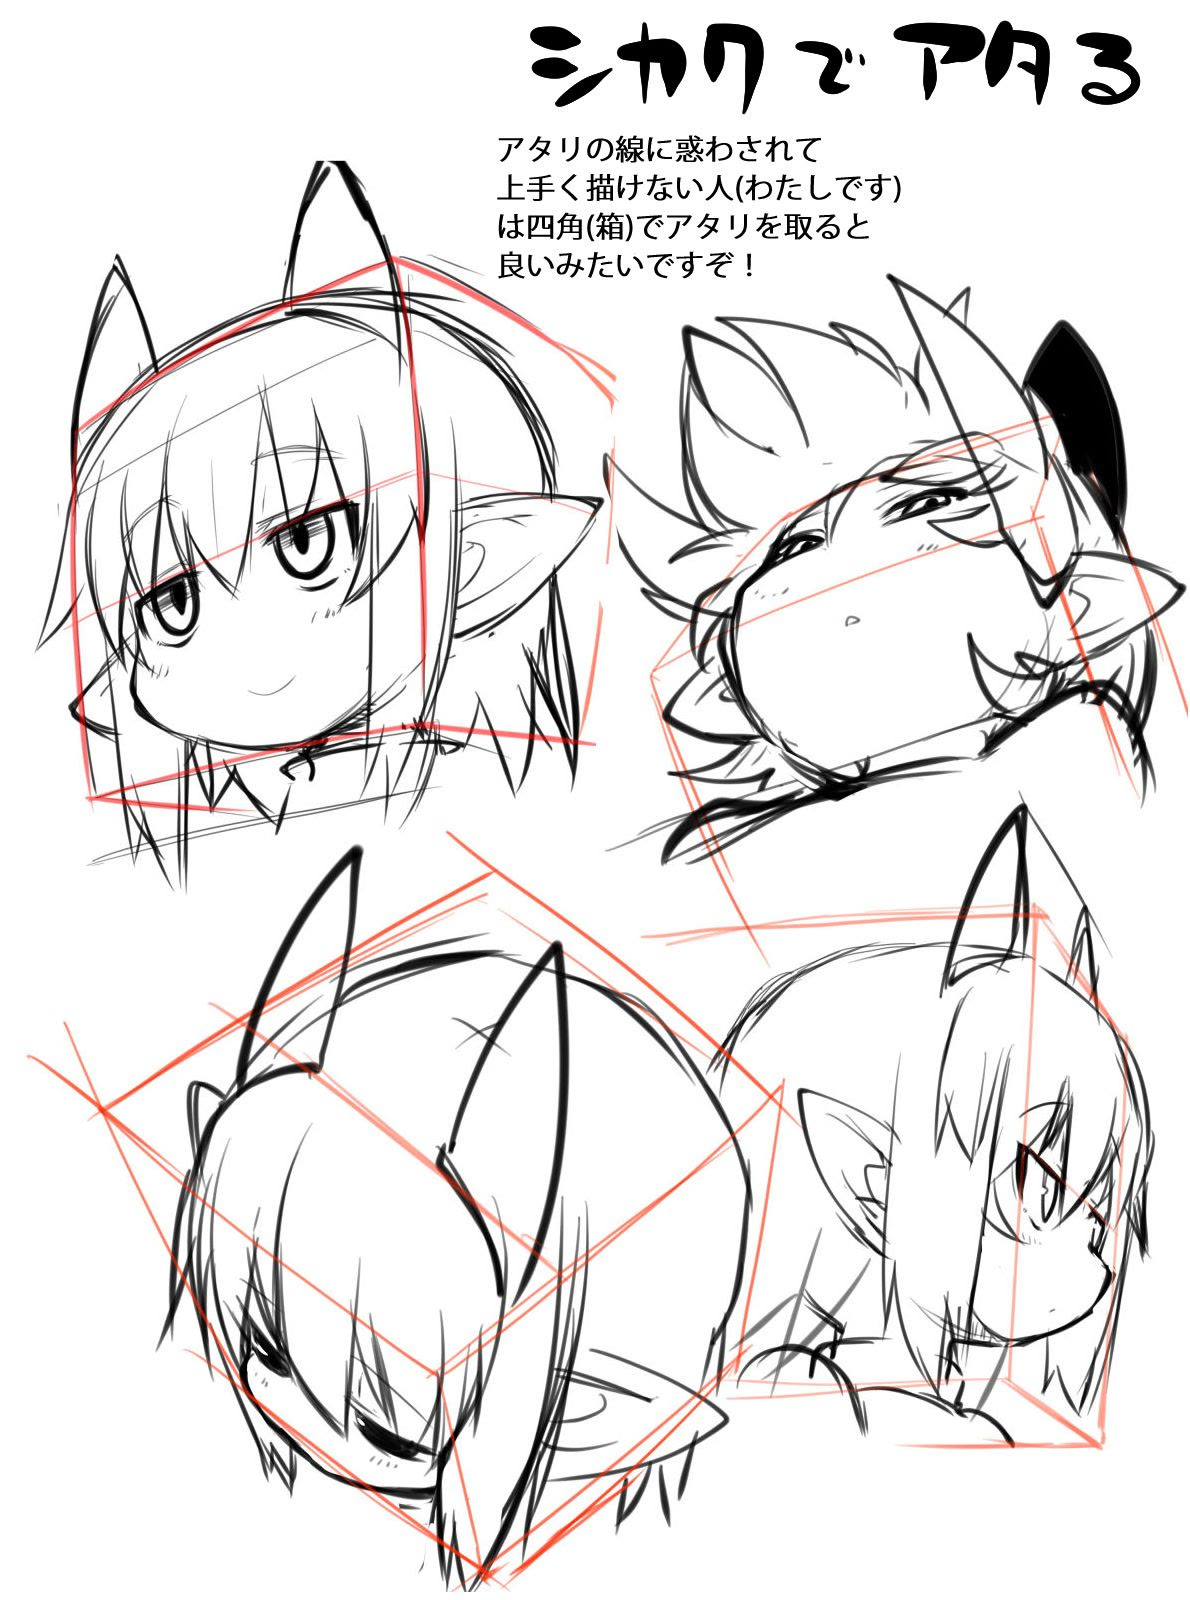 シカクでアタる
アタリの線に惑わされて
上手く描けない人(わたしです)
は四角(箱)でアタリを取ると
良いみたいですぞ！